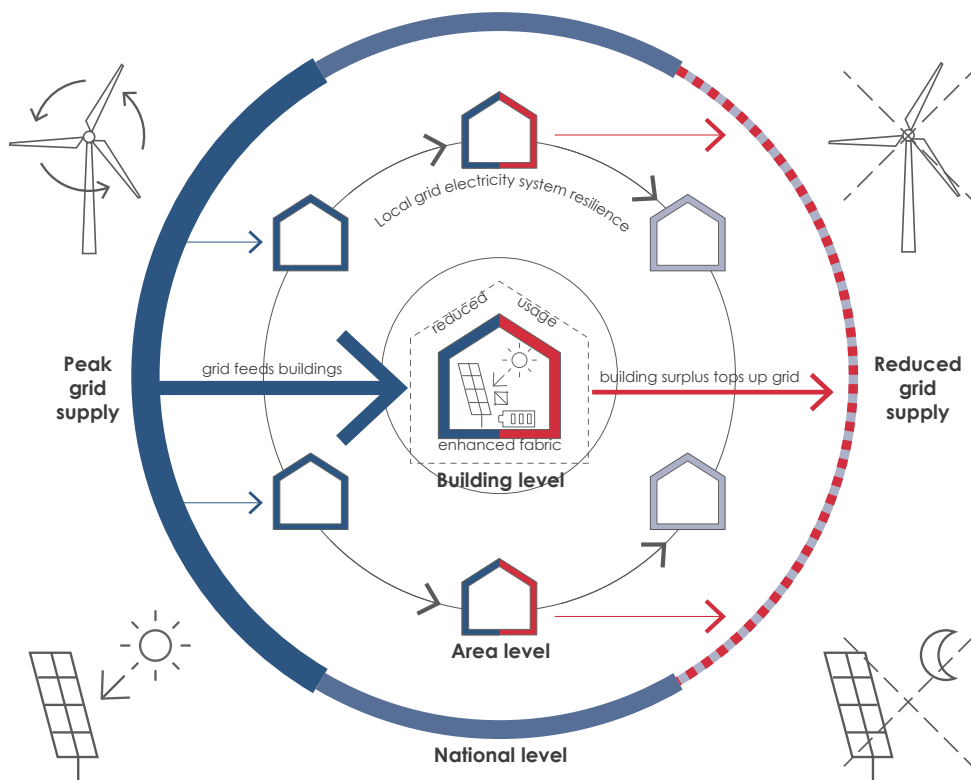 Local grid electricity system resilience
reduced
usage
Peak
grid
supply
grid feeds buildings
building surplus tops up grid
Reduced
grid
supply
enhanced fabric
Building level
Area level
National level